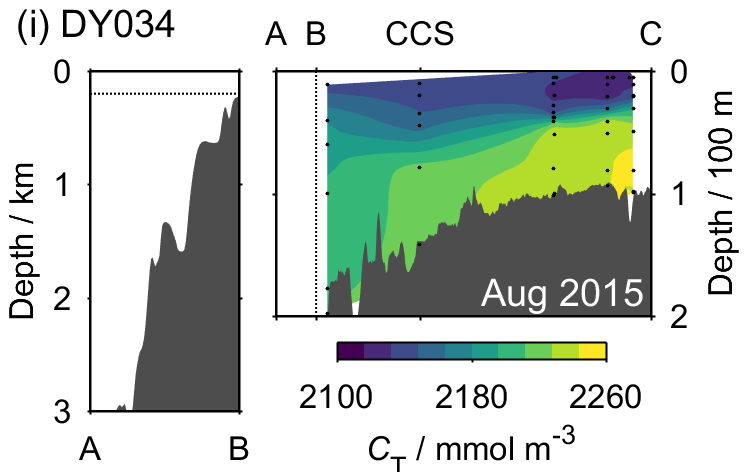 (i) DY034
A B CCS C
0
1
2
3
Depth / km
A B
0
1
2
Depth / 100 m
Aug 2015
2100 2180 2260
C_T / mmol m⁻³